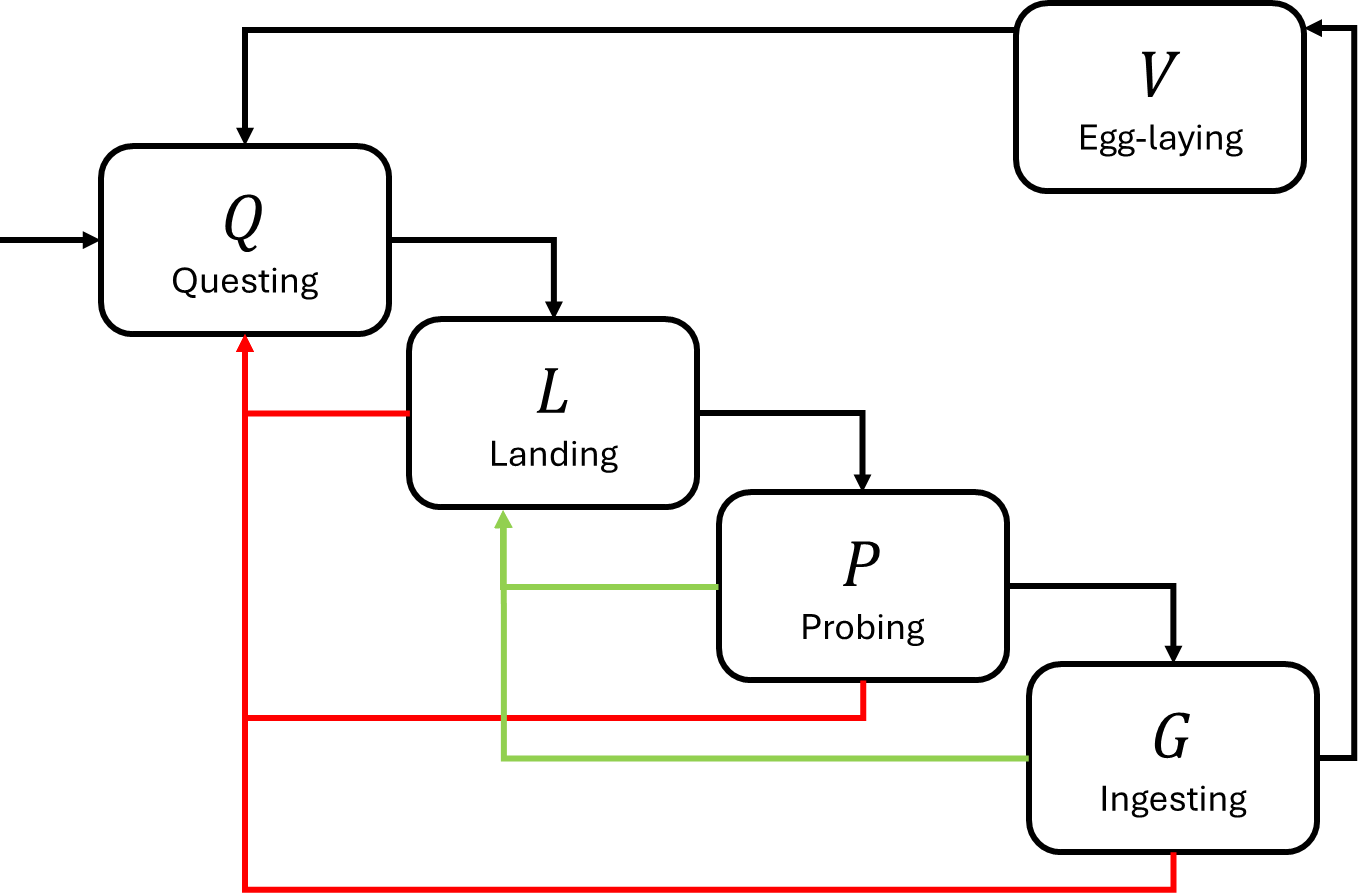 V
Egg-laying
Q
Questing
L
Landing
P
Probing
G
Ingesting